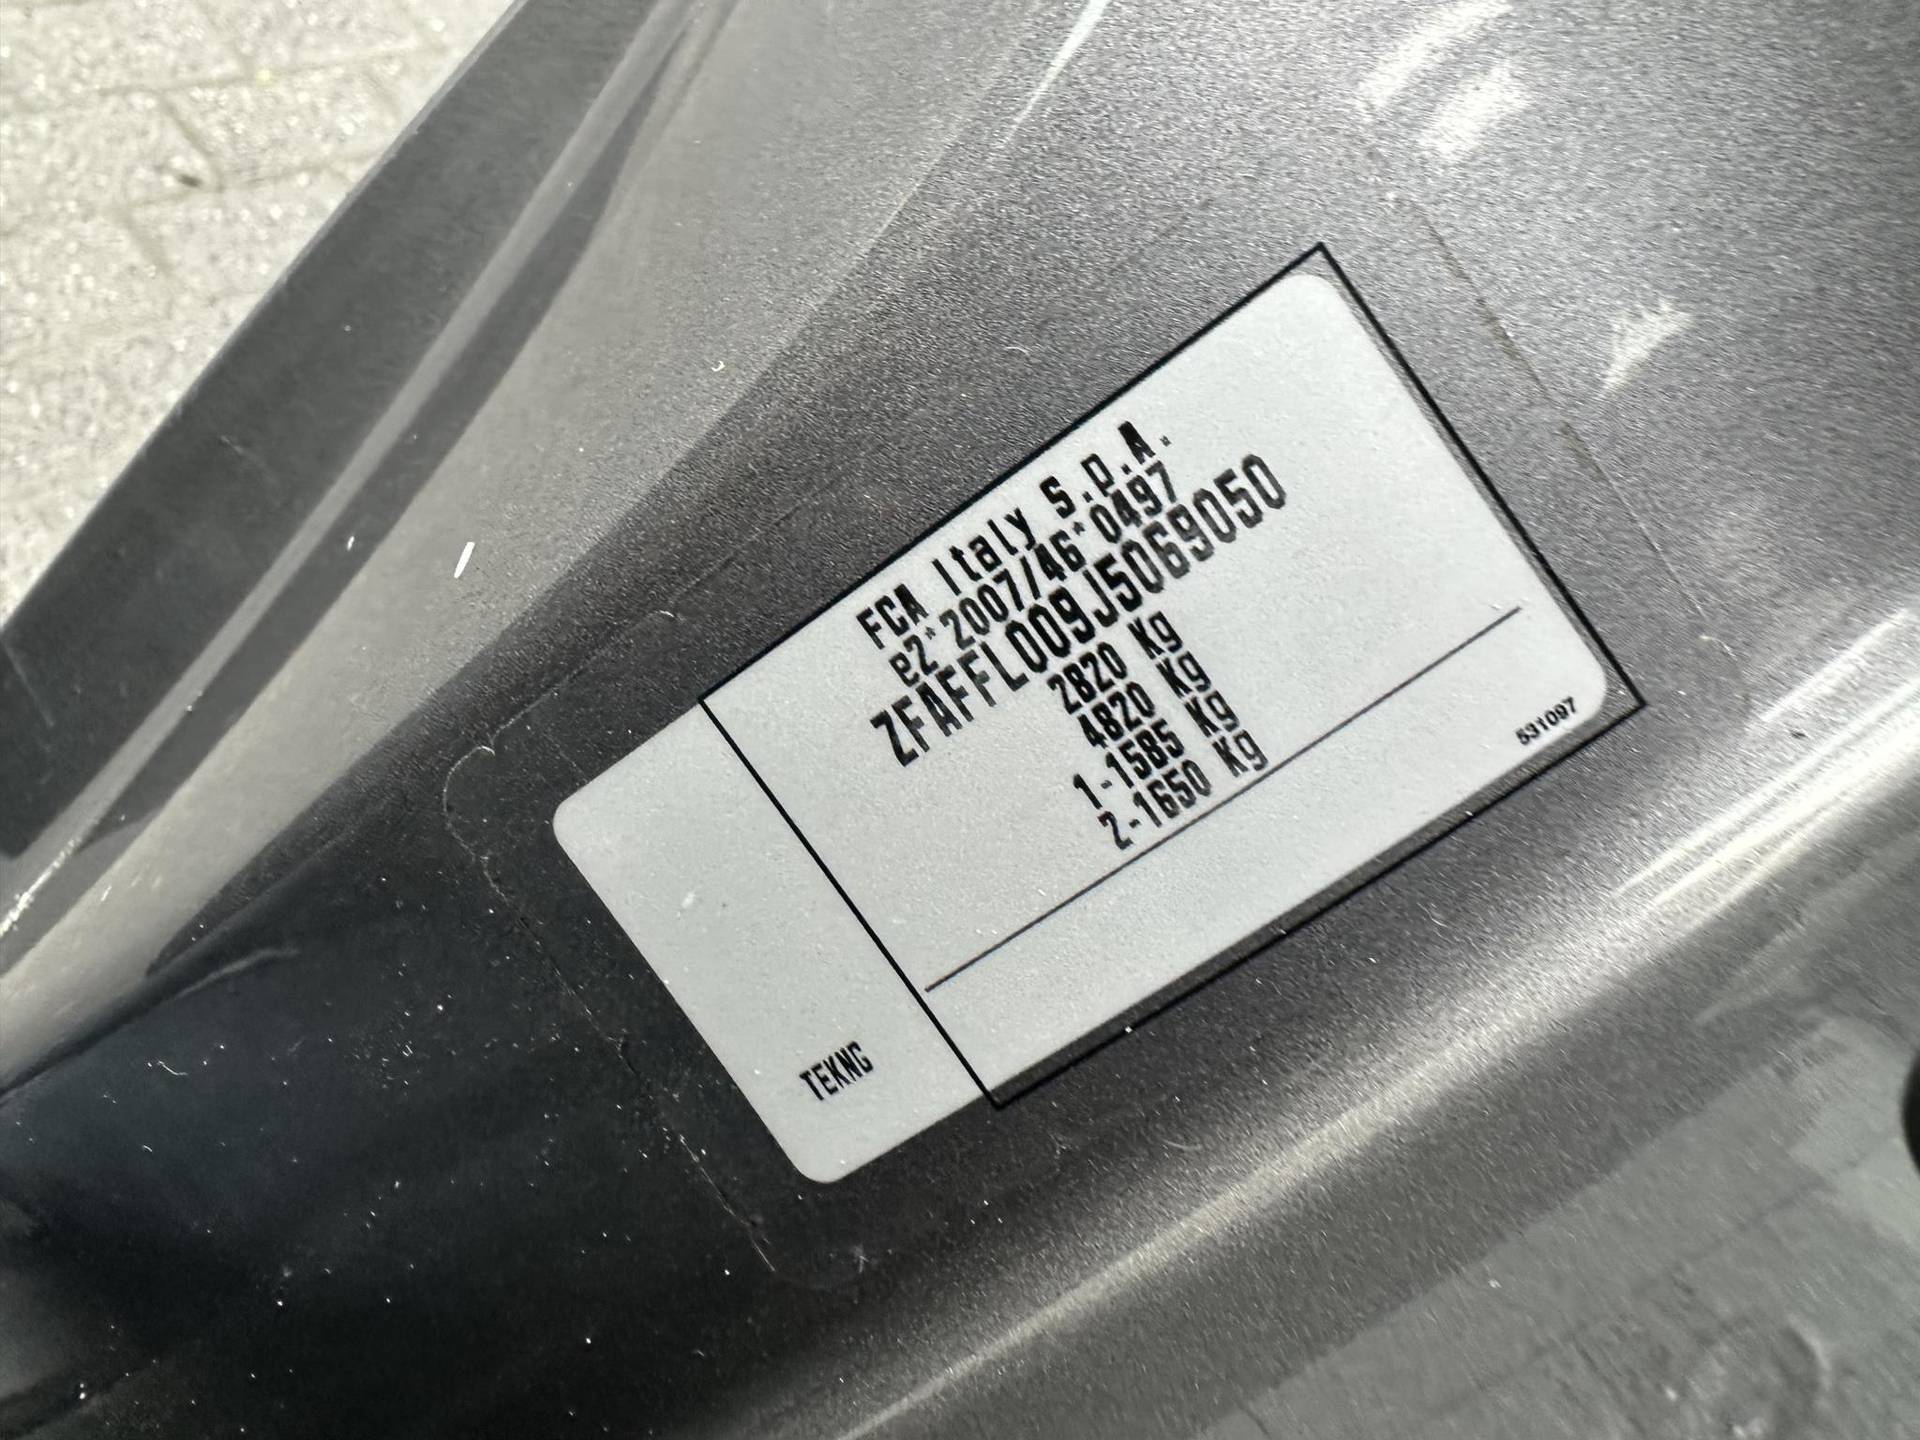 FCA Italy S.p.A.
e2*2007/46*0497
ZFAFFL009J5069050
2820 Kg
4820 Kg
1-1585 Kg
2-1650 Kg
531097
TEKNG